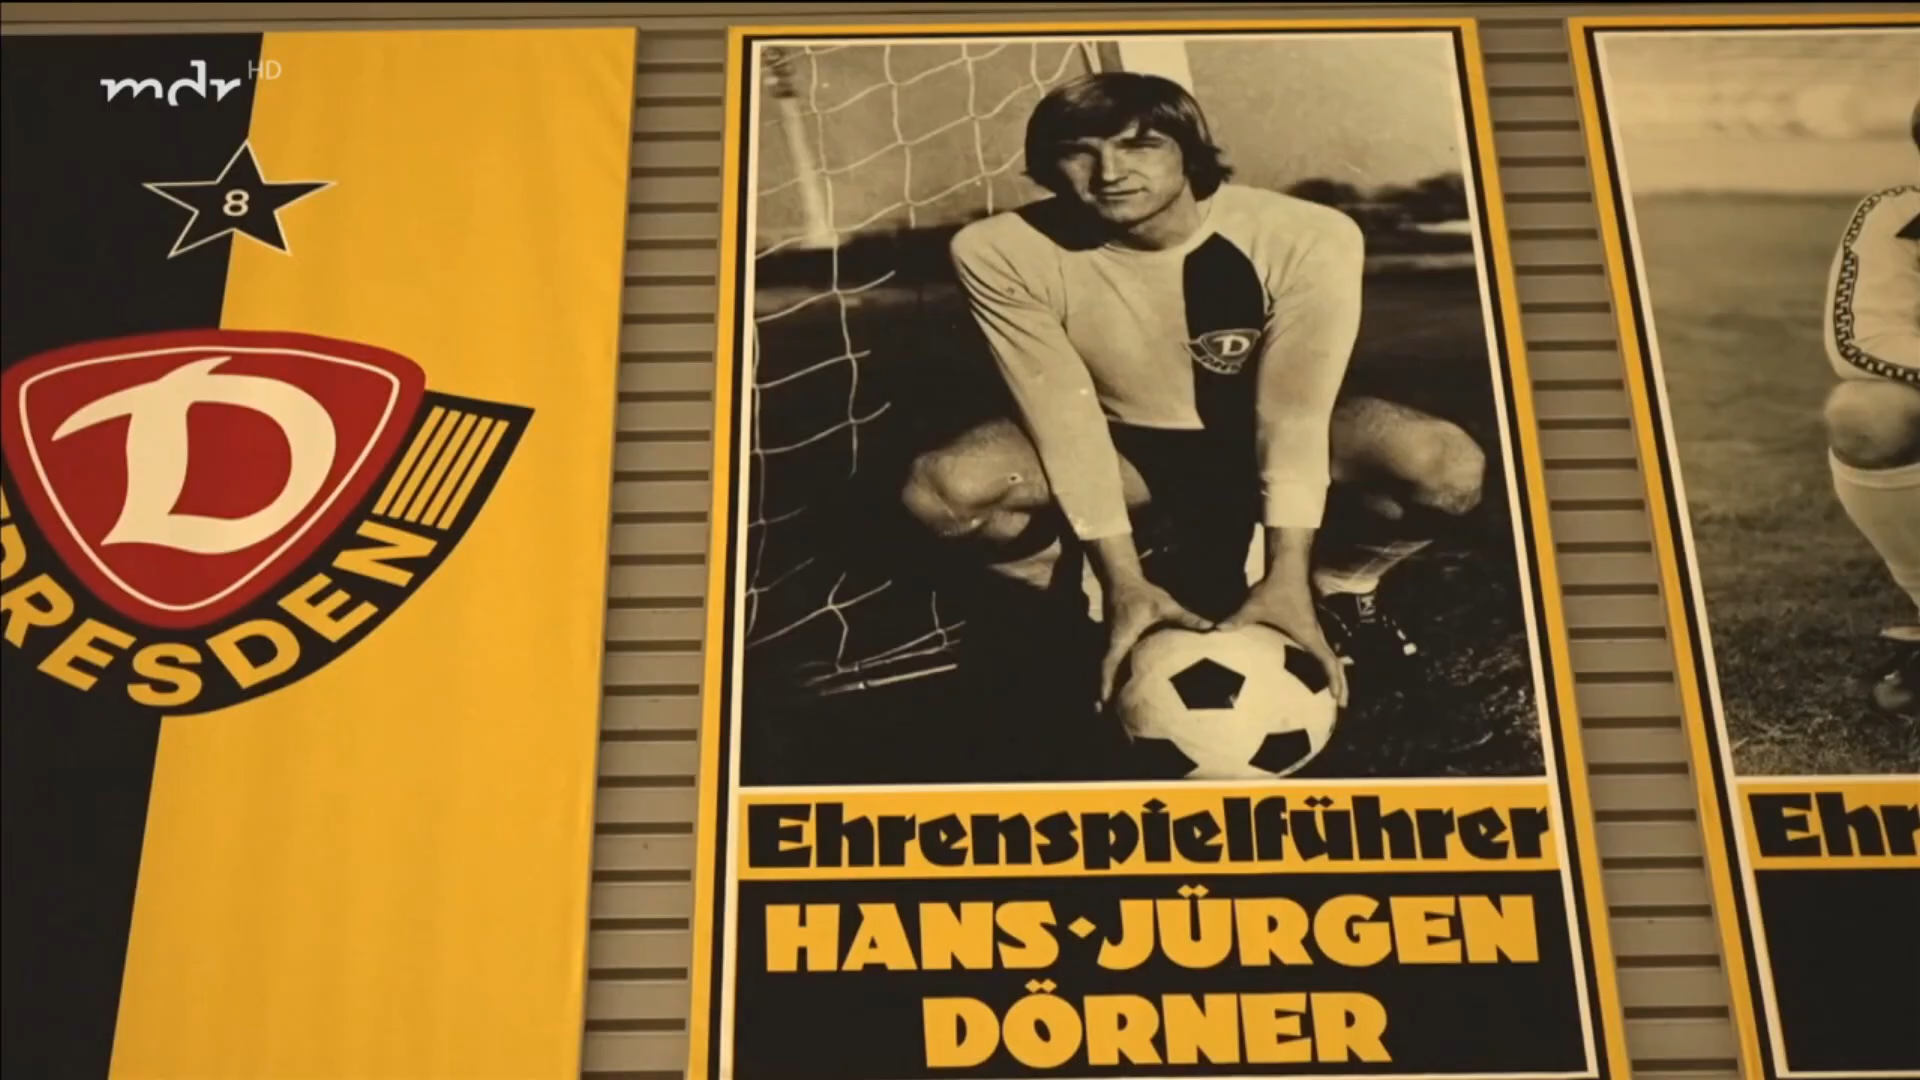 mdr HD
8
D
DRESDEN
D
Ehrenspielführer
HANS-JÜRGEN
DÖRNER
Ehr